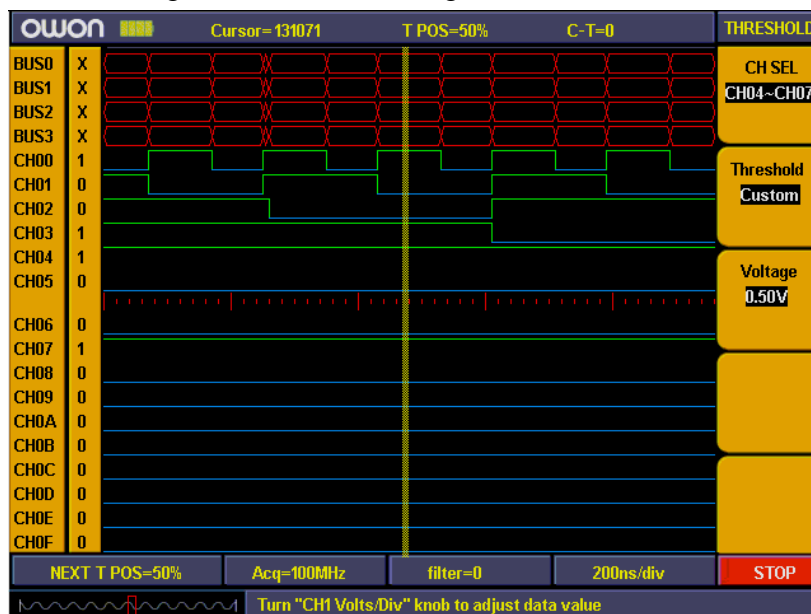 owon Cursor=131071 T POS=50% C-T=0 THRESHOLD
BUS0 X
BUS1 X
BUS2 X
BUS3 X
CH00 1
CH01 0
CH02 0
CH03 1
CH04 1
CH05 0
CH06 0
CH07 1
CH08 0
CH09 0
CH0A 0
CH0B 0
CH0C 0
CH0D 0
CH0E 0
CH0F 0
CH SEL
CH04~CH07
Threshold
Custom
Voltage
0.50V
NEXT T POS=50% Acq=100MHz filter=0 200ns/div STOP
Turn "CH1 Volts/Div" knob to adjust data value